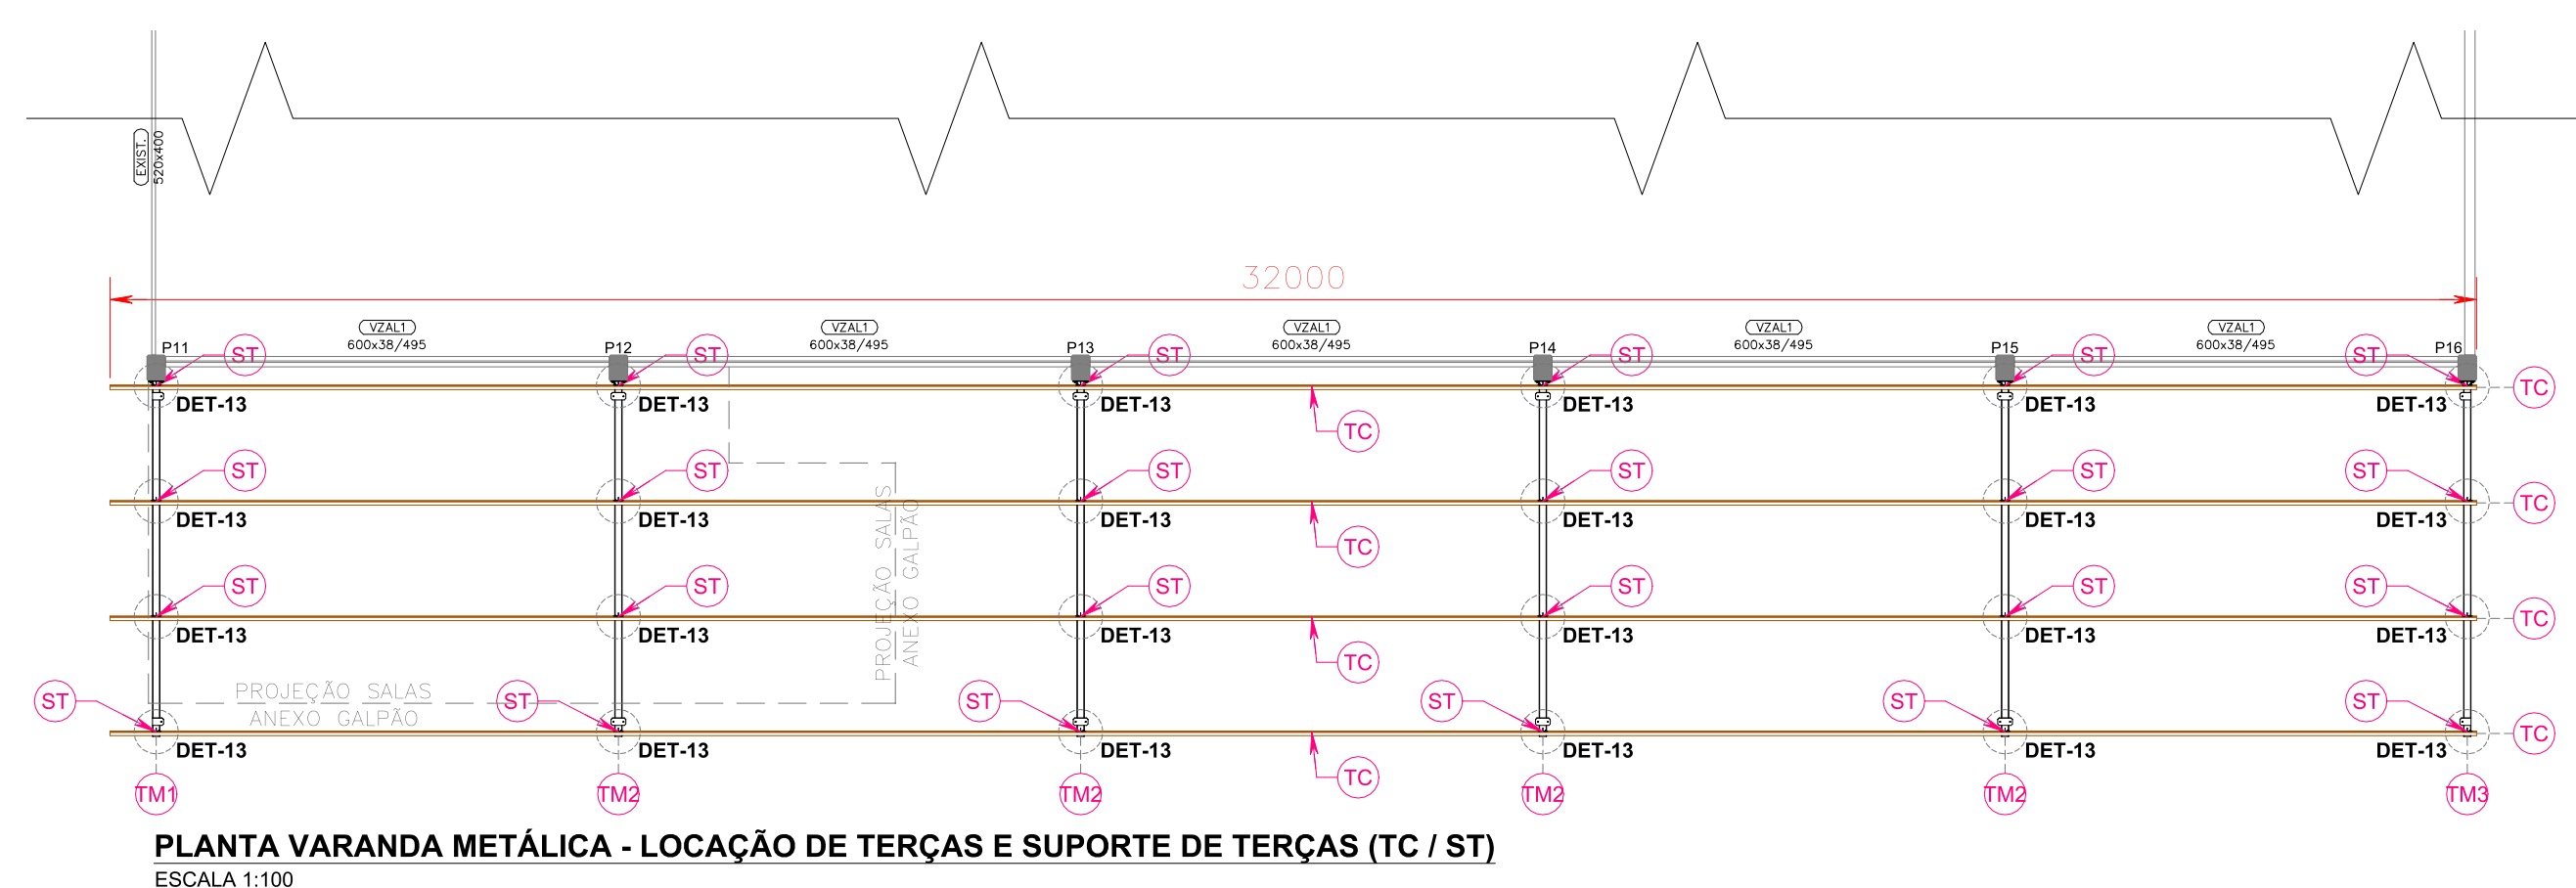 EXIST.
520x400
32000
VZAL1 VZAL1 VZAL1 VZAL1 VZAL1
600x38/495 600x38/495 600x38/495 600x38/495 600x38/495
P11 P12 P13 P14 P15 P16
ST ST ST ST ST ST
TC
DET-13 DET-13 DET-13 DET-13 DET-13 DET-13
TC
ST ST ST ST ST ST
TC
DET-13 DET-13 DET-13 DET-13 DET-13 DET-13
TC
PROJEÇÃO SALAS
ANEXO GALPÃO
ST ST ST ST ST ST
TC
DET-13 DET-13 DET-13 DET-13 DET-13 DET-13
TC
PROJEÇÃO SALAS
ANEXO GALPÃO
ST ST ST ST ST ST
TC
DET-13 DET-13 DET-13 DET-13 DET-13 DET-13
TC
TM1 TM2 TM2 TM2 TM2 TM3
PLANTA VARANDA METÁLICA - LOCAÇÃO DE TERÇAS E SUPORTE DE TERÇAS (TC / ST)
ESCALA 1:100